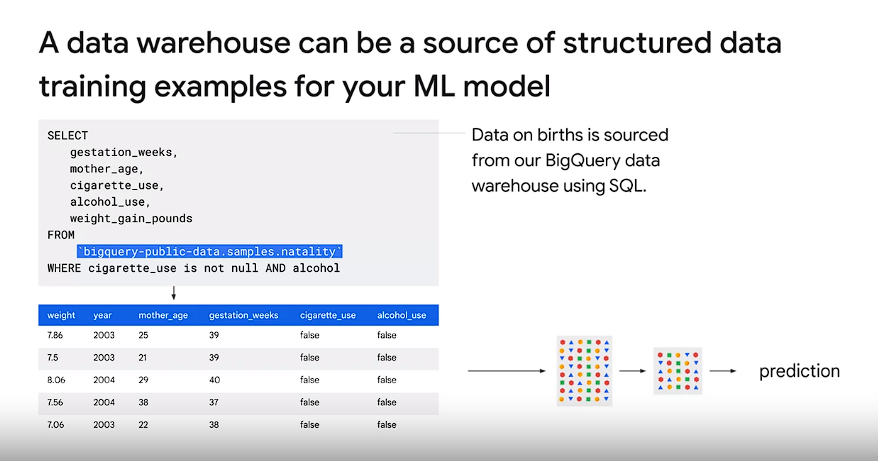 A data warehouse can be a source of structured data
training examples for your ML model
SELECT
gestation_weeks,
mother_age,
cigarette_use,
alcohol_use,
weight_gain_pounds
FROM
`bigquery-public-data.samples.natality`
WHERE cigarette_use is not null AND alcohol
Data on births is sourced
from our BigQuery data
warehouse using SQL.
weight year mother_age gestation_weeks cigarette_use alcohol_use
7.86 2003 25 39 false false
7.5 2003 21 39 false false
8.06 2004 29 40 false false
7.56 2004 38 37 false false
7.06 2003 22 38 false false
prediction